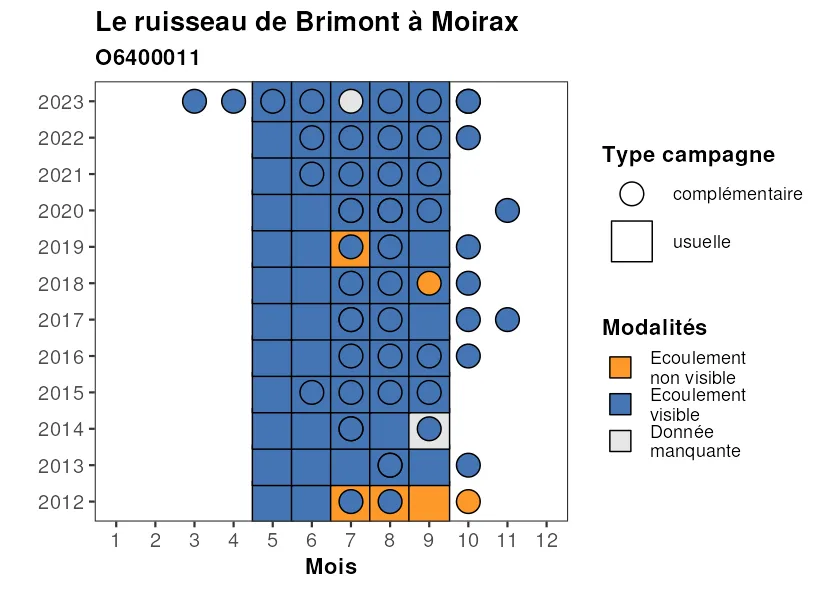 Le ruisseau de Brimont à Moirax
O6400011
2023
2022
2021
2020
2019
2018
2017
2016
2015
2014
2013
2012
1 2 3 4 5 6 7 8 9 10 11 12
Mois
Type campagne
complémentaire
usuelle
Modalités
Ecoulement
non visible
Ecoulement
visible
Donnée
manquante